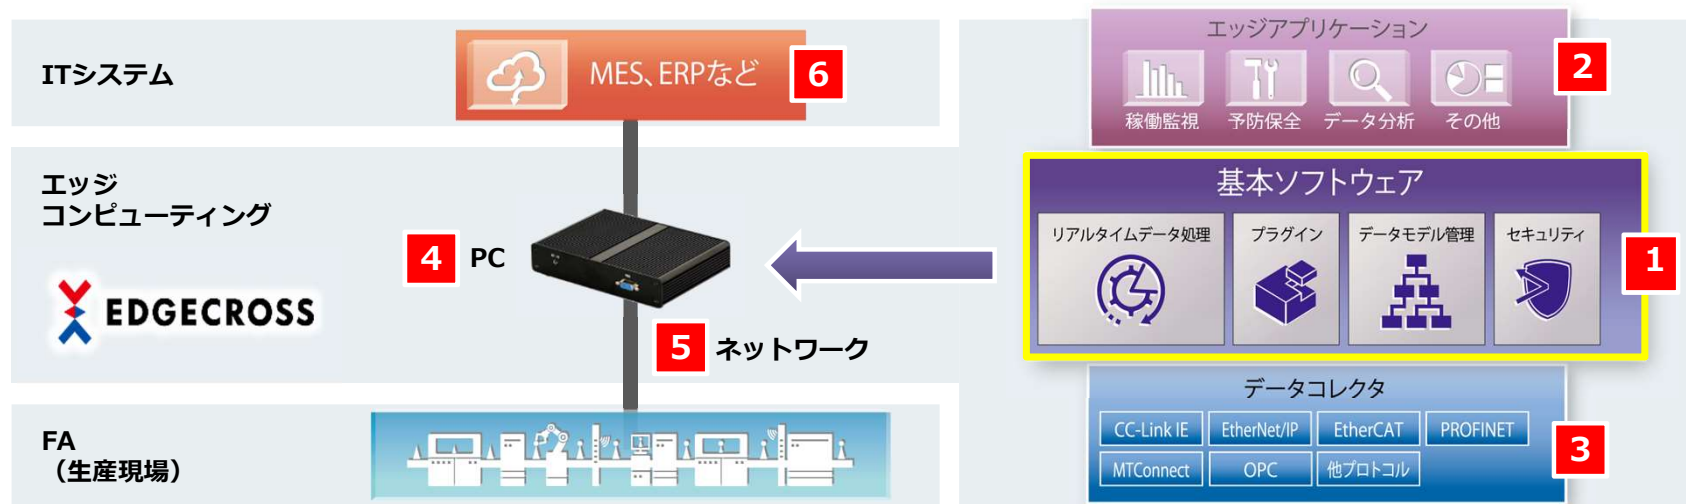 ITシステム
MES、ERPなど
6
エッジ
コンピューティング
EDGECROSS
4
PC
5
ネットワーク
FA
（生産現場）
エッジアプリケーション
2
稼働監視
予防保全
データ分析
その他
基本ソフトウェア
1
リアルタイムデータ処理
プラグイン
データモデル管理
セキュリティ
データコレクタ
3
CC-Link IE
EtherNet/IP
EtherCAT
PROFINET
MTConnect
OPC
他プロトコル